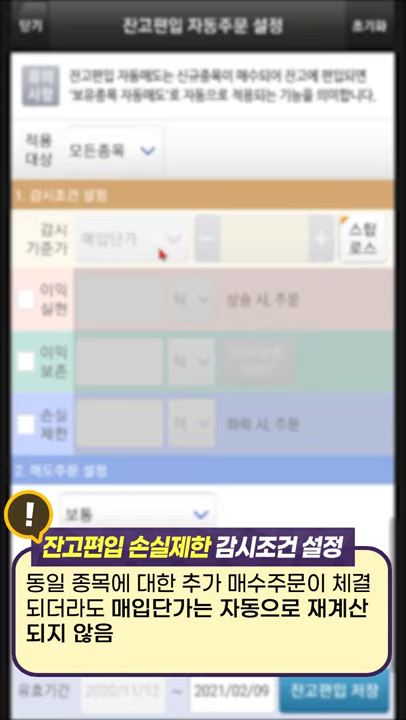 닫기 잔고편입 자동주문 설정 초기화
유의
사항
잔고편입 자동매도는 신규종목이 매수되어 잔고에 편입되면
'보유종목 자동매도'로 자동으로 적용되는 기능을 의미합니다.
적용
대상
모든종목
1. 감시조건 설정
감시
기준가
매입단가
스탑
로스
이익
실현
틱
상승 시, 주문
이익
보존
틱
손실
제한
틱
하락 시, 주문
2. 매도주문 설정
보통
!
잔고편입 손실제한 감시조건 설정
동일 종목에 대한 추가 매수주문이 체결
되더라도 매입단가는 자동으로 재계산
되지 않음
유효기간 2020/11/12 ~ 2021/02/09 잔고편입 저장